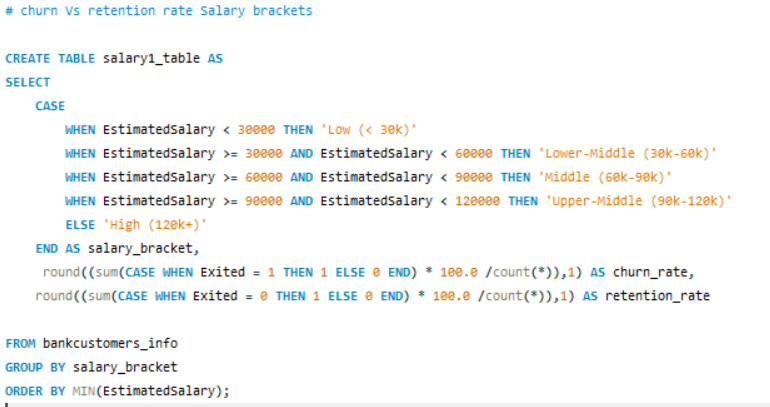 # churn Vs retention rate Salary brackets
CREATE TABLE salary1_table AS
SELECT
CASE
WHEN EstimatedSalary < 30000 THEN 'Low (< 30k)'
WHEN EstimatedSalary >= 30000 AND EstimatedSalary < 60000 THEN 'Lower-Middle (30k-60k)'
WHEN EstimatedSalary >= 60000 AND EstimatedSalary < 90000 THEN 'Middle (60k-90k)'
WHEN EstimatedSalary >= 90000 AND EstimatedSalary < 120000 THEN 'Upper-Middle (90k-120k)'
ELSE 'High (120k+)'
END AS salary_bracket,
round((sum(CASE WHEN Exited = 1 THEN 1 ELSE 0 END) * 100.0 /count(*)),1) AS churn_rate,
round((sum(CASE WHEN Exited = 0 THEN 1 ELSE 0 END) * 100.0 /count(*)),1) AS retention_rate
FROM bankcustomers_info
GROUP BY salary_bracket
ORDER BY MIN(EstimatedSalary);